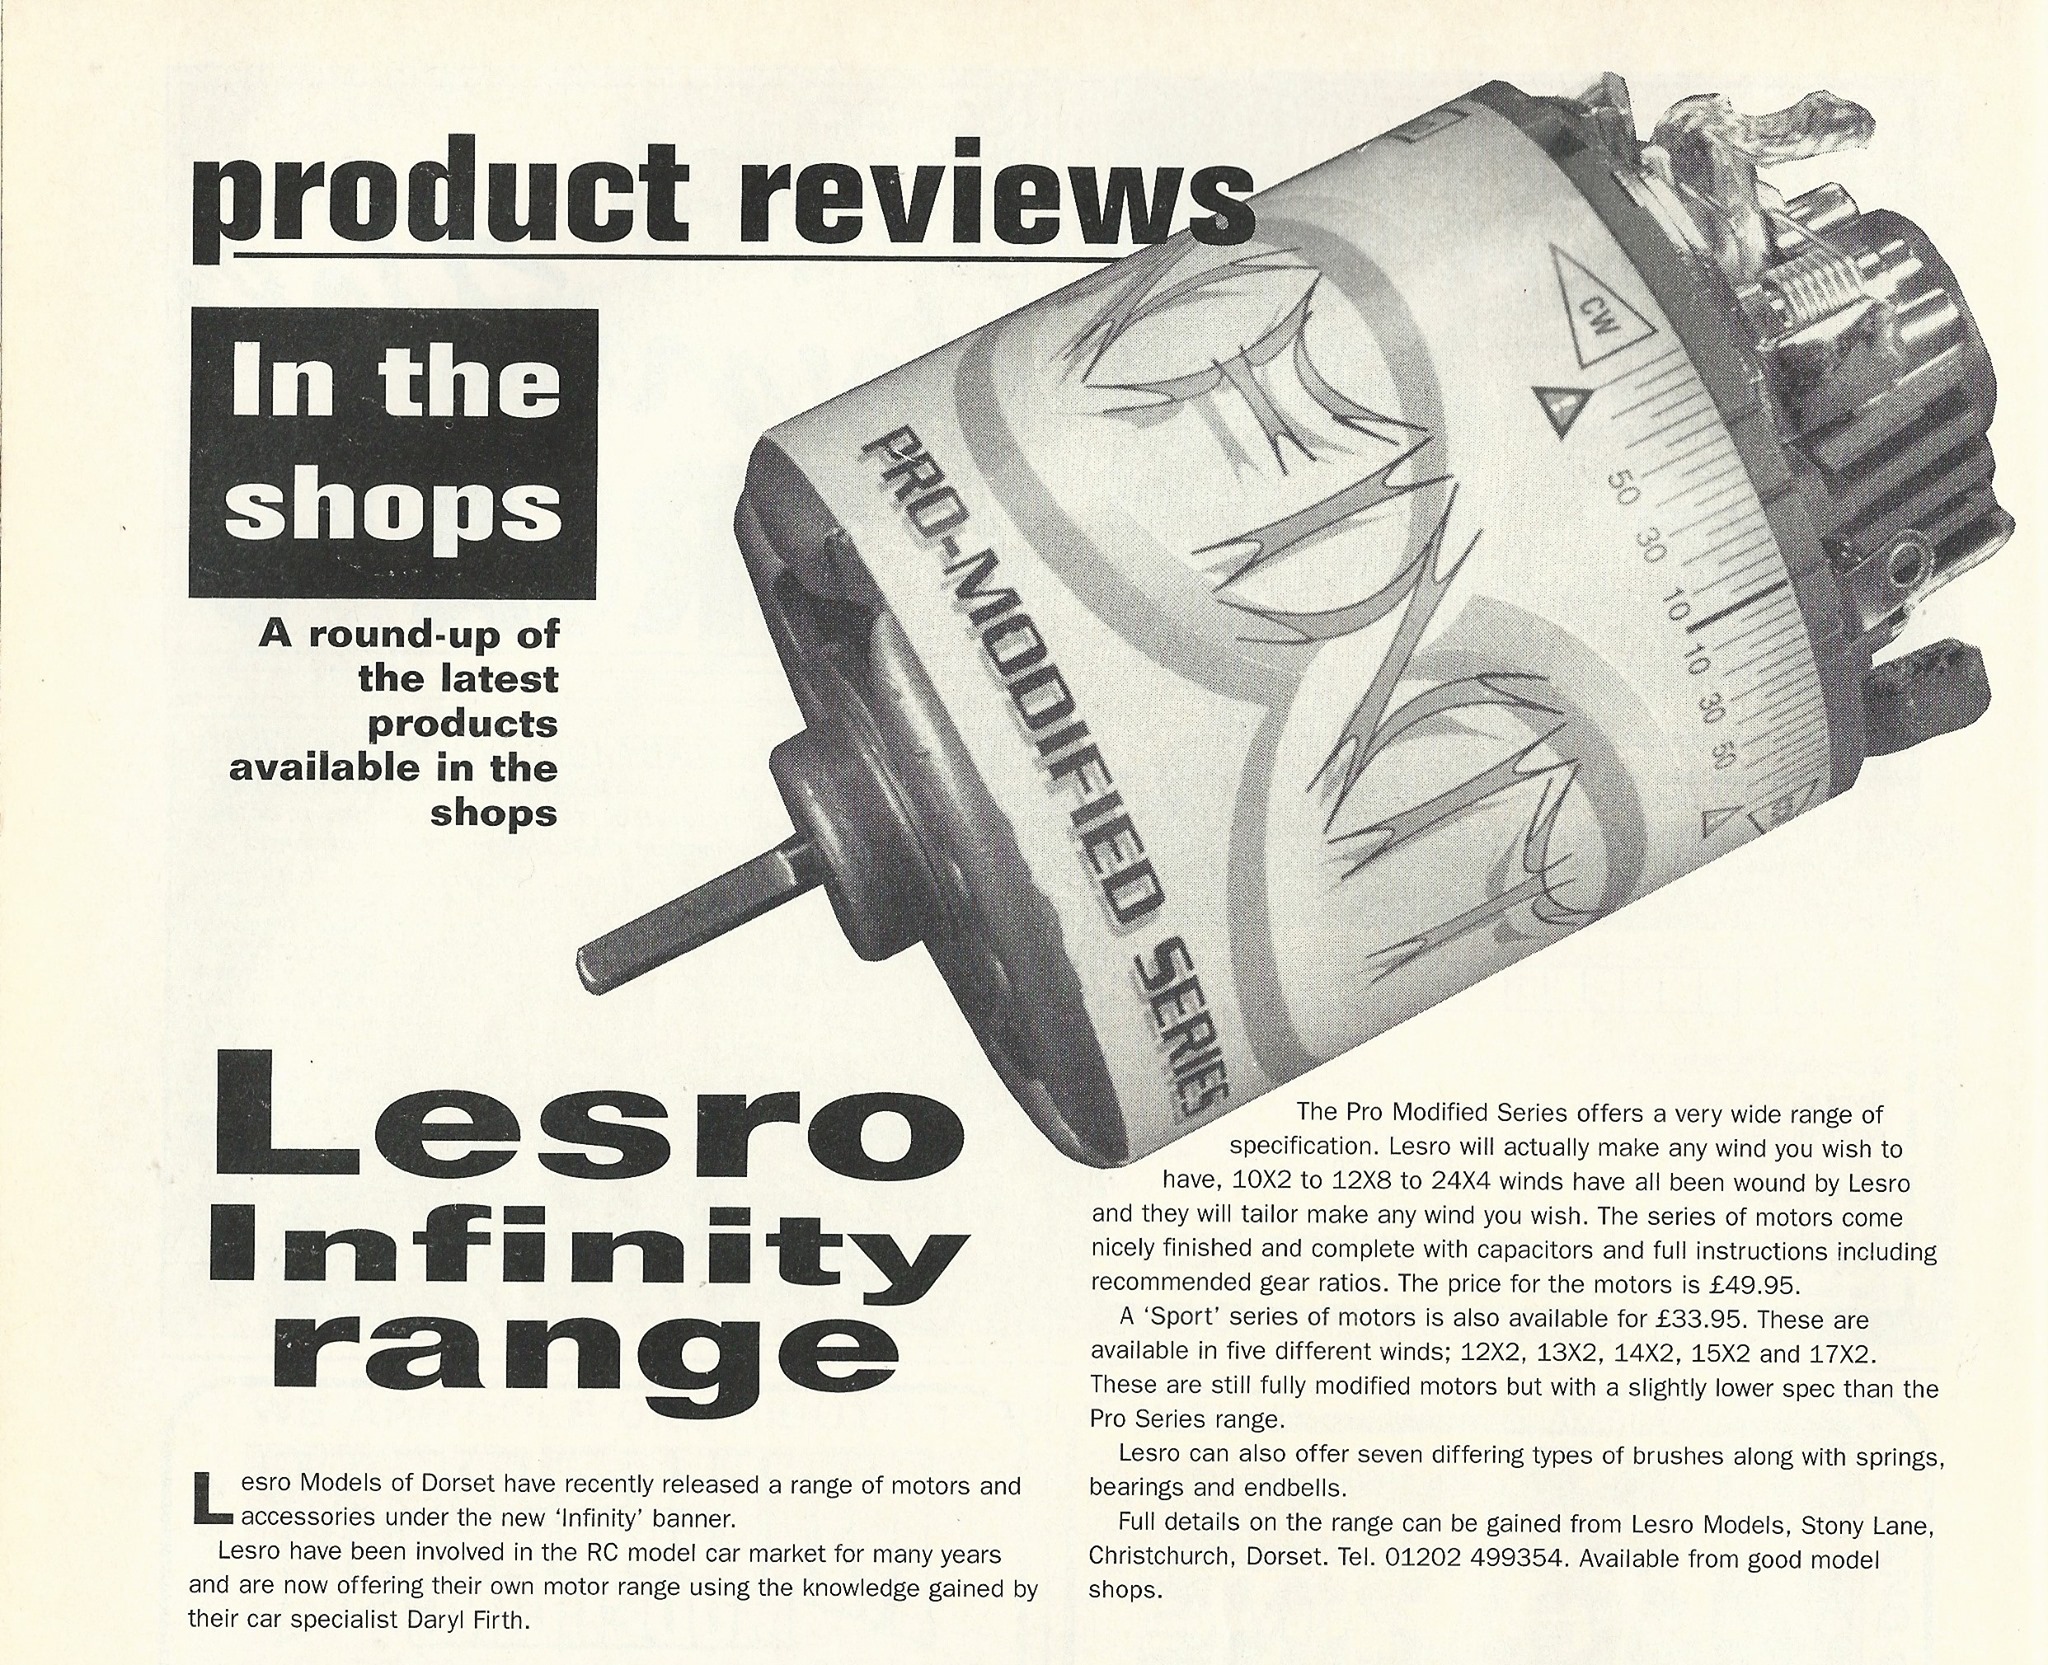 product reviews
In the
shops
A round-up of
the latest
products
available in the
shops
PRO-MODIFIED SERIES
CW
50
30
10
10
30
50
Lesro
Infinity
range
Lesro Models of Dorset have recently released a range of motors and
accessories under the new ‘Infinity’ banner.
Lesro have been involved in the RC model car market for many years
and are now offering their own motor range using the knowledge gained by
their car specialist Daryl Firth.
The Pro Modified Series offers a very wide range of
specification. Lesro will actually make any wind you wish to
have, 10X2 to 12X8 to 24X4 winds have all been wound by Lesro
and they will tailor make any wind you wish. The series of motors come
nicely finished and complete with capacitors and full instructions including
recommended gear ratios. The price for the motors is £49.95.
A ‘Sport’ series of motors is also available for £33.95. These are
available in five different winds; 12X2, 13X2, 14X2, 15X2 and 17X2.
These are still fully modified motors but with a slightly lower spec than the
Pro Series range.
Lesro can also offer seven differing types of brushes along with springs,
bearings and endbells.
Full details on the range can be gained from Lesro Models, Stony Lane,
Christchurch, Dorset. Tel. 01202 499354. Available from good model
shops.